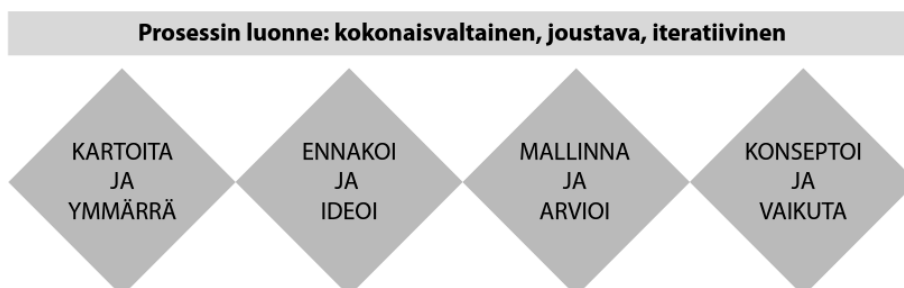 Prosessin luonne: kokonaisvaltainen, joustava, iteratiivinen
KARTOITA
JA
YMMÄRRÄ
ENNAKOI
JA
IDEOI
MALLINNA
JA
ARVIOI
KONSEPTOI
JA
VAIKUTA